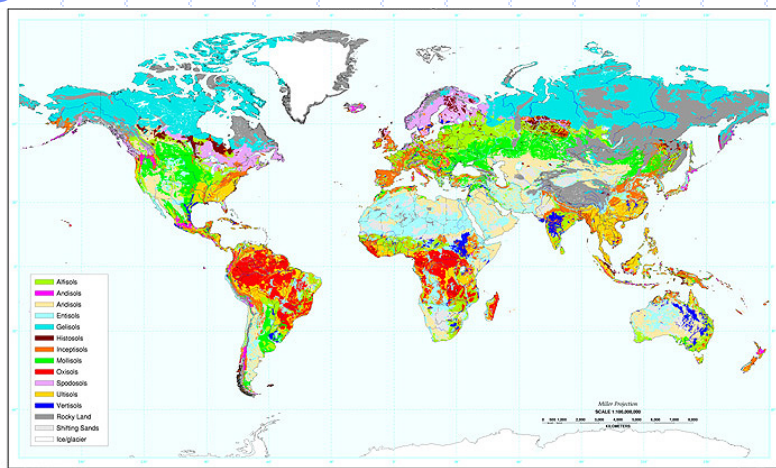 Alfisols
Andisols
Andisols
Entisols
Gelisols
Histosols
Inceptisols
Mollisols
Oxisols
Spodosols
Ultisols
Vertisols
Rocky Land
Shifting Sands
Ice/glacier
Miller Projection
SCALE 1:100,000,000
KILOMETERS